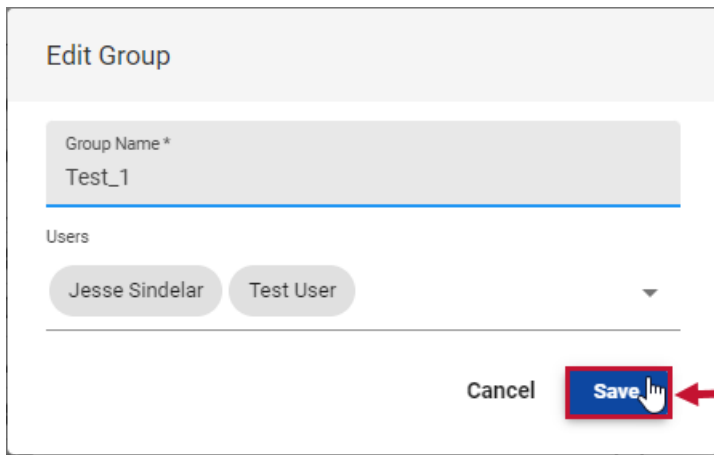 Edit Group
Group Name *
Test_1
Users
Jesse Sindelar Test User
Cancel Save